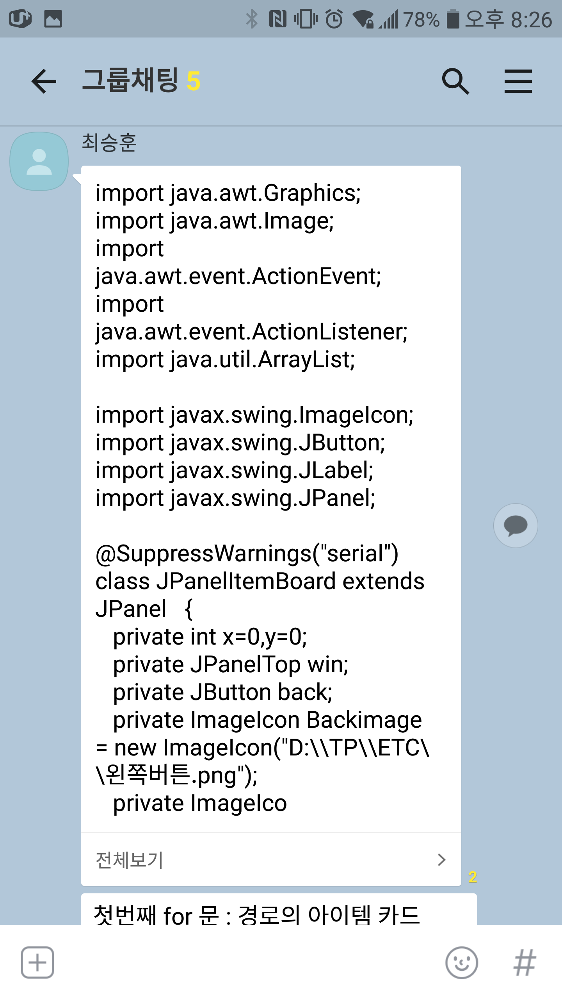 78% 오후 8:26
그룹채팅 5
최승훈
import java.awt.Graphics;
import java.awt.Image;
import
java.awt.event.ActionEvent;
import
java.awt.event.ActionListener;
import java.util.ArrayList;
import javax.swing.ImageIcon;
import javax.swing.JButton;
import javax.swing.JLabel;
import javax.swing.JPanel;
@SuppressWarnings("serial")
class JPanelItemBoard extends
JPanel   {
private int x=0,y=0;
private JPanelTop win;
private JButton back;
private ImageIcon Backimage
= new ImageIcon("D:\\TP\\ETC\
\왼쪽버튼.png");
private ImageIco
전체보기
2
첫번째 for 문 : 경로의 아이템 카드